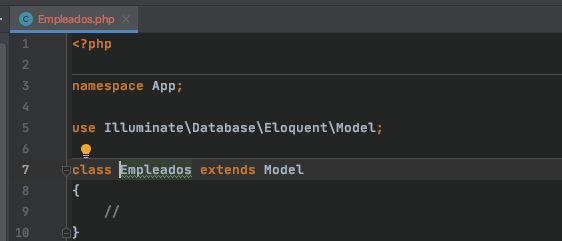 Empleados.php
1 <?php
2
3 namespace App;
4
5 use Illuminate\Database\Eloquent\Model;
6
7 class Empleados extends Model
8 {
9 //
10 }